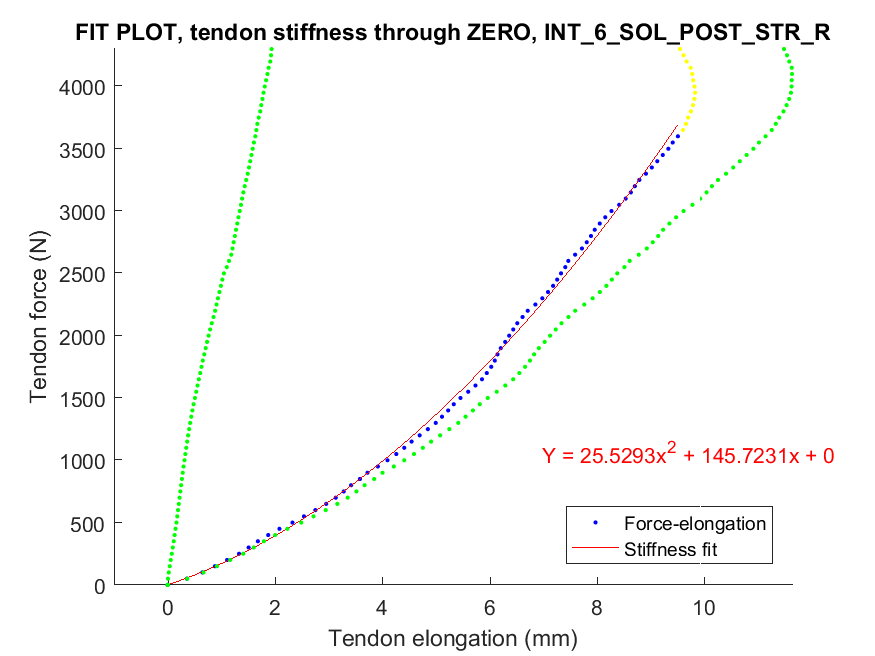 FIT PLOT, tendon stiffness through ZERO, INT_6_SOL_POST_STR_R
4000
3500
3000
2500
2000
1500
1000
500
0
Tendon force (N)
Y = 25.5293x² + 145.7231x + 0
Force-elongation
Stiffness fit
0 2 4 6 8 10
Tendon elongation (mm)